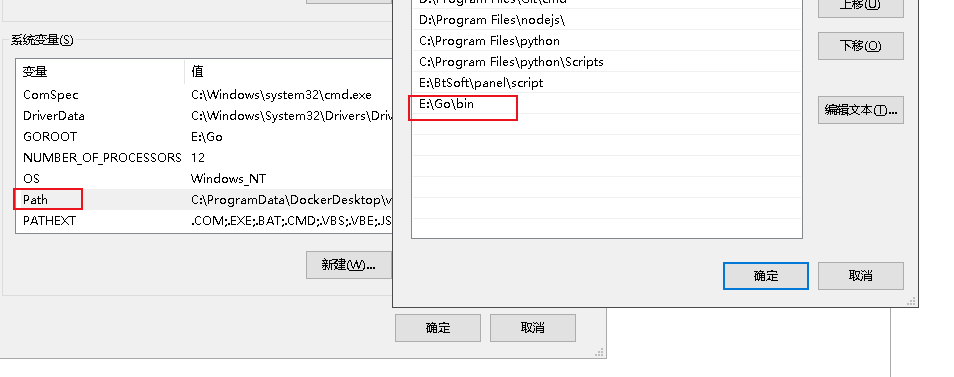 系统变量(S)
变量 值
ComSpec C:\Windows\system32\cmd.exe
DriverData C:\Windows\System32\Drivers\Driv
GOROOT E:\Go
NUMBER_OF_PROCESSORS 12
OS Windows_NT
Path C:\ProgramData\DockerDesktop\v
PATHEXT .COM;.EXE;.BAT;.CMD;.VBS;.VBE;.JS
新建(W)...
确定
取消
D:\Program Files\Git\cmd
D:\Program Files\nodejs\
C:\Program Files\python
C:\Program Files\python\Scripts
E:\BtSoft\panel\script
E:\Go\bin
上移(U)
下移(O)
编辑文本(T)...
确定
取消